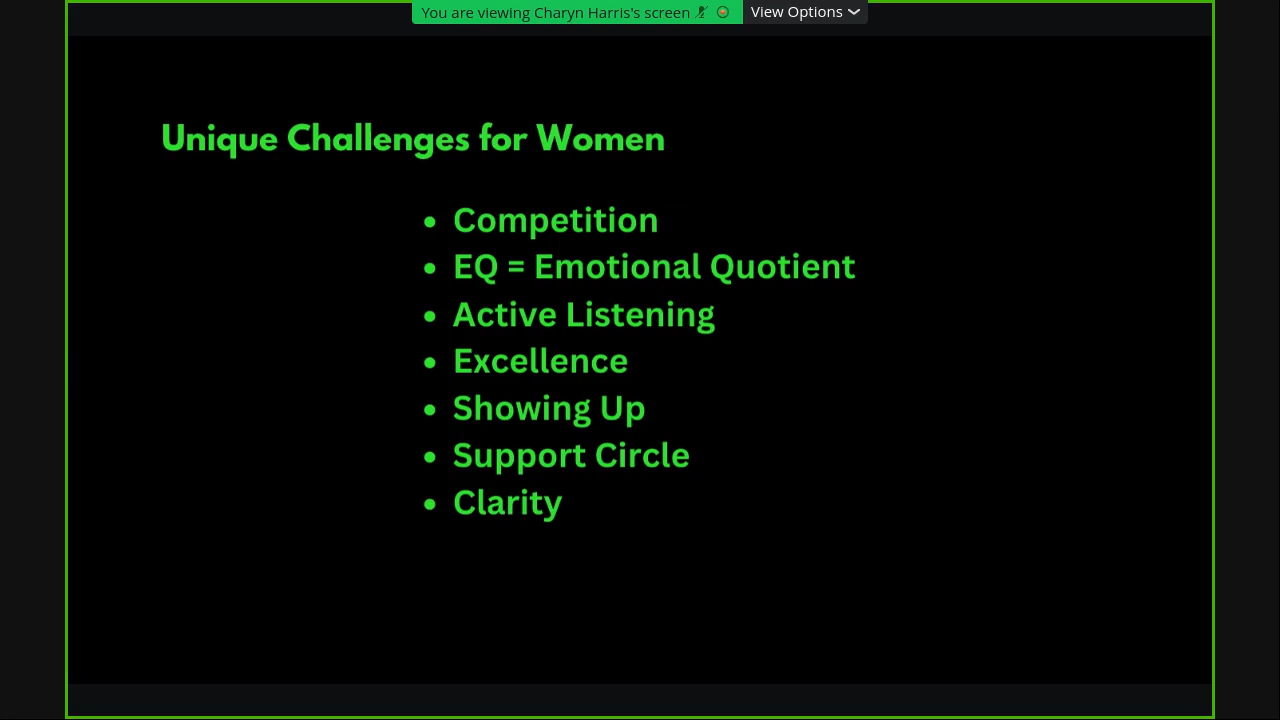 You are viewing Charyn Harris's screen
View Options
Unique Challenges for Women
• Competition
• EQ = Emotional Quotient
• Active Listening
• Excellence
• Showing Up
• Support Circle
• Clarity